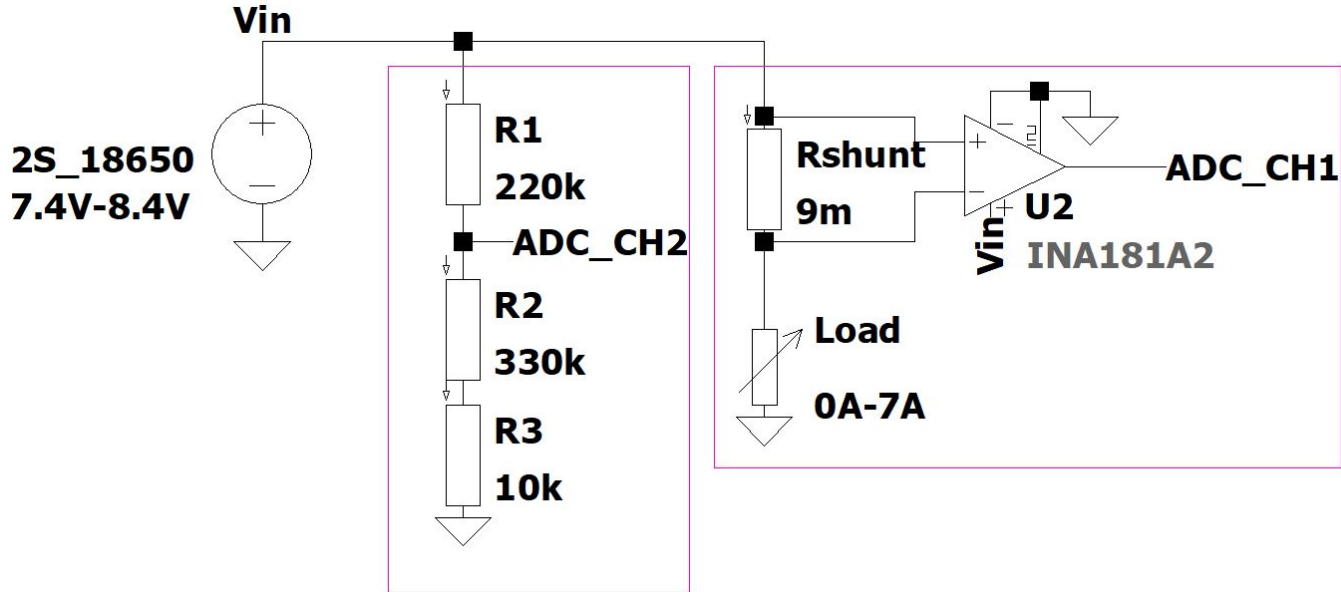 Vin
2S_18650
7.4V-8.4V
R1
220k
ADC_CH2
R2
330k
R3
10k
Rshunt
9m
ADC_CH1
U2
INA181A2
Vin
Load
0A-7A